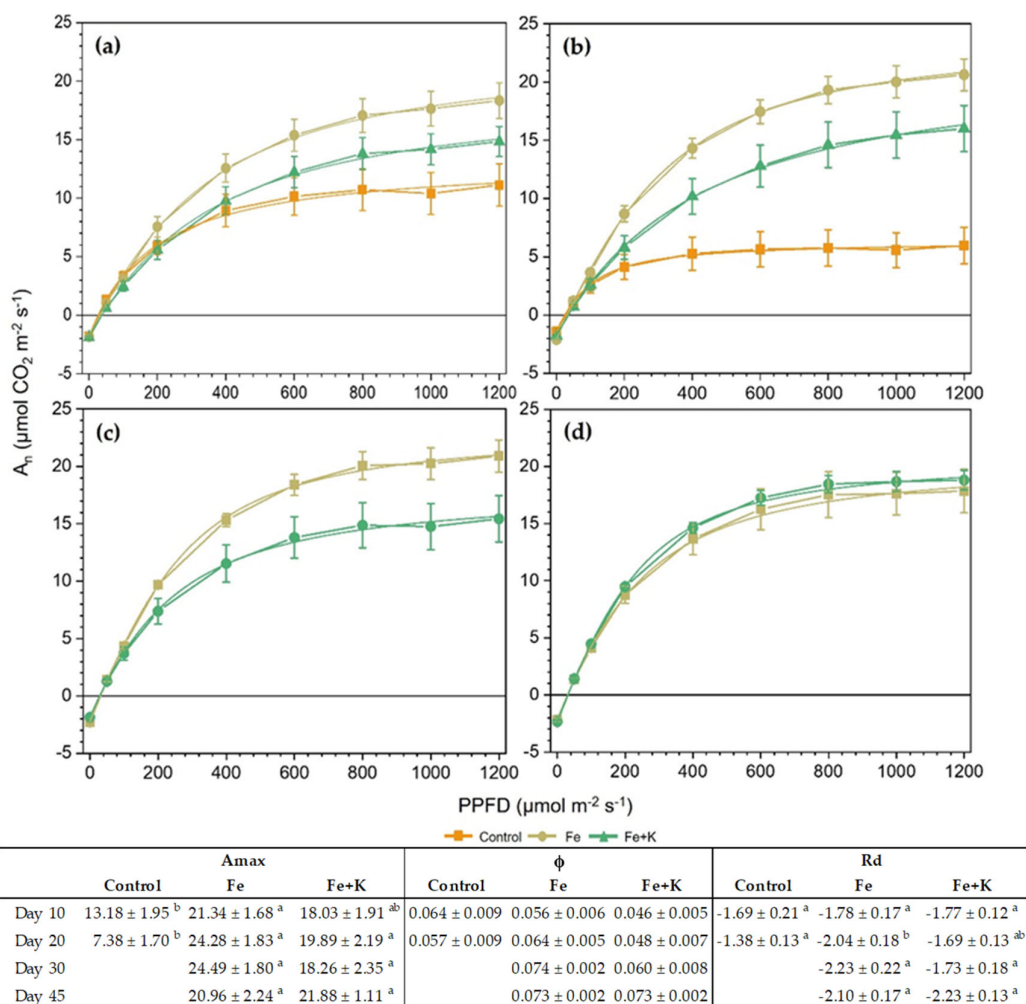 (a)
(b)
25
20
15
10
5
0
-5
0 200 400 600 800 1000 1200
25
20
15
10
5
0
-5
0 200 400 600 800 1000 1200
Aₙ (µmol CO₂ m⁻² s⁻¹)
(c)
(d)
25
20
15
10
5
0
-5
0 200 400 600 800 1000 1200
25
20
15
10
5
0
-5
0 200 400 600 800 1000 1200
PPFD (µmol m⁻² s⁻¹)
Control Fe Fe+K
Amax ϕ Rd
Control Fe Fe+K Control Fe Fe+K Control Fe Fe+K
Day 10 13.18 ± 1.95 ᵇ 21.34 ± 1.68 ᵃ 18.03 ± 1.91 ᵃᵇ 0.064 ± 0.009 0.056 ± 0.006 0.046 ± 0.005 -1.69 ± 0.21 ᵃ -1.78 ± 0.17 ᵃ -1.77 ± 0.12 ᵃ
Day 20 7.38 ± 1.70 ᵇ 24.28 ± 1.83 ᵃ 19.89 ± 2.19 ᵃ 0.057 ± 0.009 0.064 ± 0.005 0.048 ± 0.007 -1.38 ± 0.13 ᵃ -2.04 ± 0.18 ᵇ -1.69 ± 0.13 ᵃᵇ
Day 30 24.49 ± 1.80 ᵃ 18.26 ± 2.35 ᵃ 0.074 ± 0.002 0.060 ± 0.008 -2.23 ± 0.22 ᵃ -1.73 ± 0.18 ᵃ
Day 45 20.96 ± 2.24 ᵃ 21.88 ± 1.11 ᵃ 0.073 ± 0.002 0.073 ± 0.002 -2.10 ± 0.17 ᵃ -2.23 ± 0.13 ᵃ